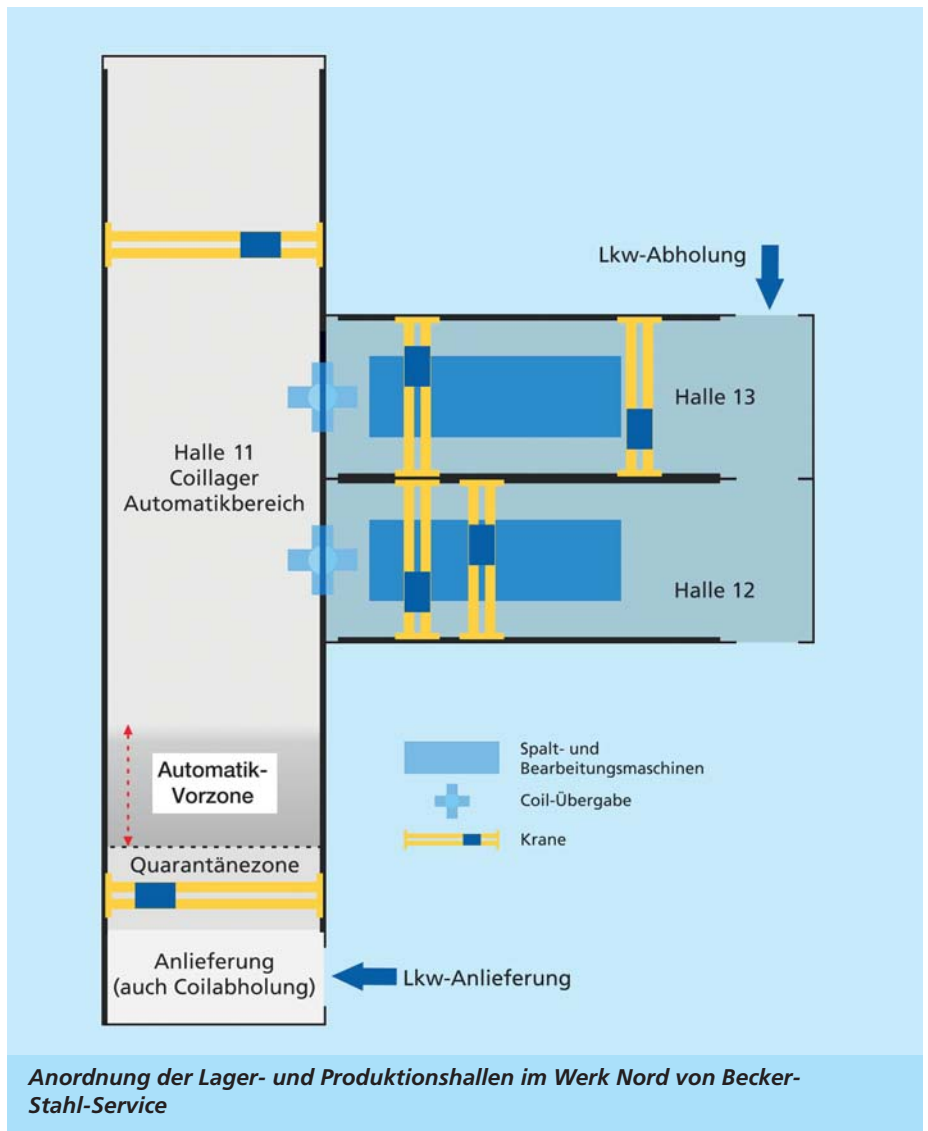 Lkw-Abholung
Halle 13
Halle 11
Coillager
Automatikbereich
Halle 12
Automatik-
Vorzone
Spalt- und
Bearbeitungsmaschinen
Coil-Übergabe
Krane
Quarantänezone
Anlieferung
(auch Coilabholung)
Lkw-Anlieferung
Anordnung der Lager- und Produktionshallen im Werk Nord von Becker-
Stahl-Service